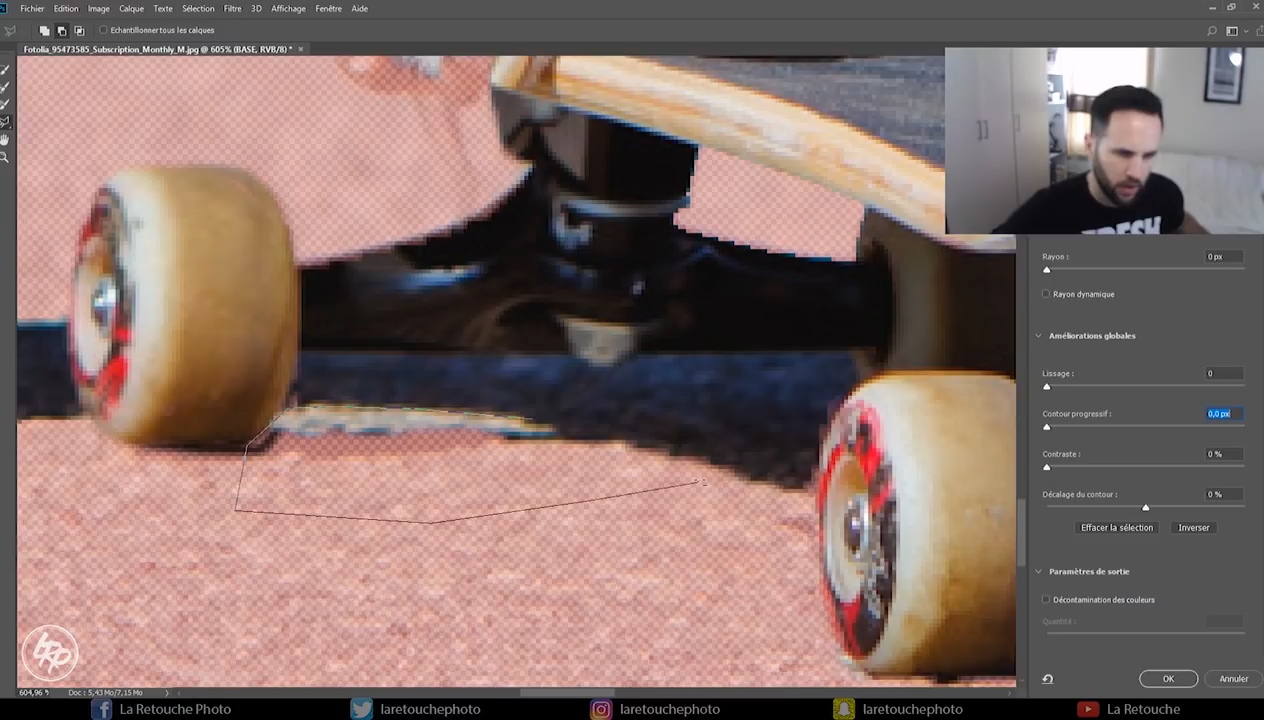 Fichier Edition Image Calque Texte Sélection Filtre 3D Affichage Fenêtre Aide
Echantillonner tous les calques
Fotolia_95473585_Subscription_Monthly_M.jpg @ 605% (BASE, RVB/8) *
FRESH
Rayon : 0 px
Rayon dynamique
Améliorations globales
Lissage : 0
Contour progressif : 0,0 px
Contraste : 0 %
Décalage du contour : 0 %
Effacer la sélection Inverser
Paramètres de sortie
Décontamination des couleurs
Quantité :
LRP
OK Annuler
604,96 % Doc : 5,43 Mo/7,15 Mo
La Retouche Photo laretouchephoto laretouchephoto laretouchephoto La Retouche